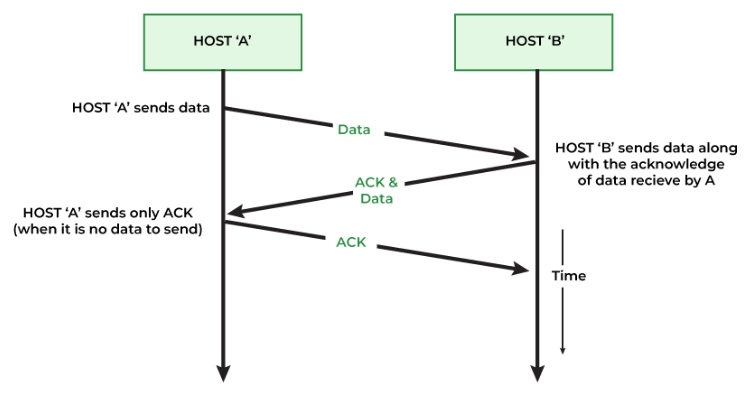 HOST ‘A’
HOST ‘B’
HOST ‘A’ sends data
Data
HOST ‘B’ sends data along
with the acknowledge
of data recieve by A
ACK &
Data
HOST ‘A’ sends only ACK
(when it is no data to send)
ACK
Time